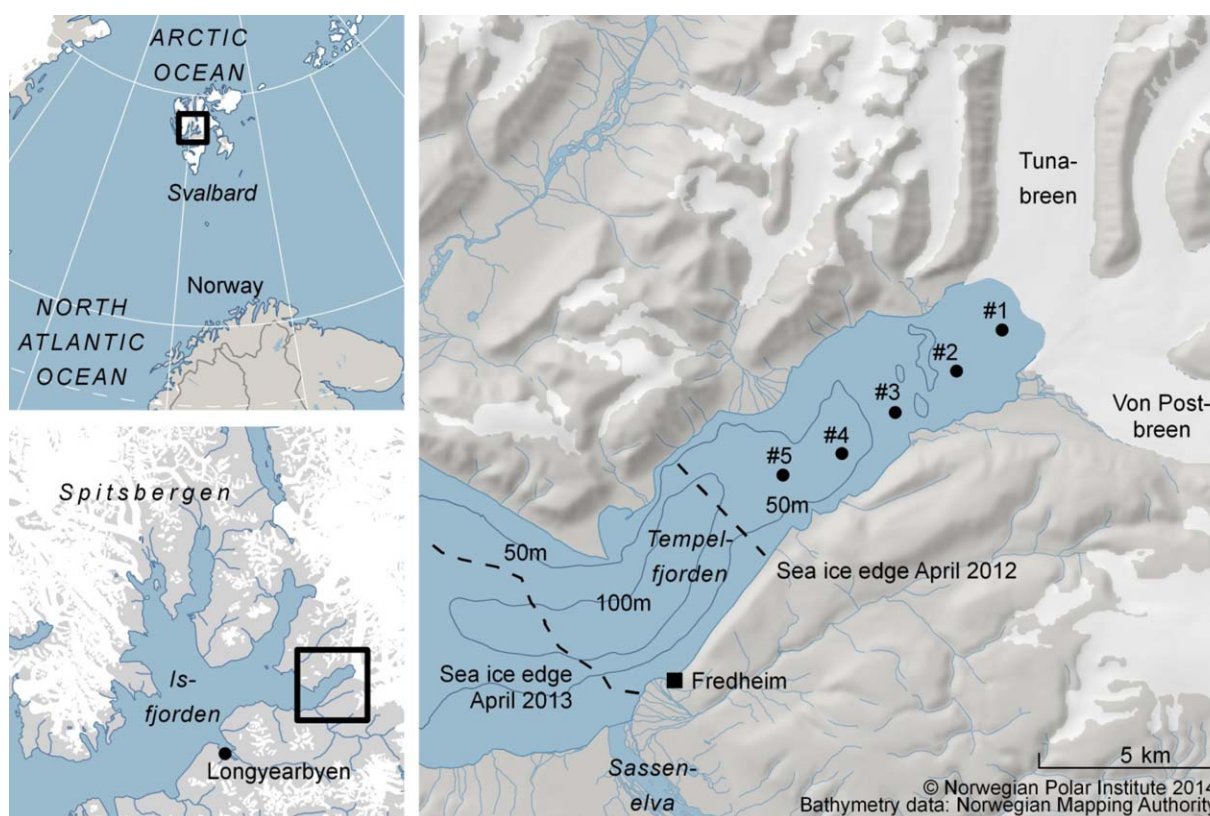 ARCTIC
OCEAN
Svalbard
Norway
NORTH
ATLANTIC
OCEAN
Spitsbergen
Is-
fjorden
Longyearbyen
Tuna-
breen
#1
#2
#3
Von Post-
breen
#4
#5
50m
Tempel-
fjorden
50m
Sea ice edge April 2012
100m
Sea ice edge
April 2013
Fredheim
5 km
Sassen-
elva
© Norwegian Polar Institute 2014
Bathymetry data: Norwegian Mapping Authority